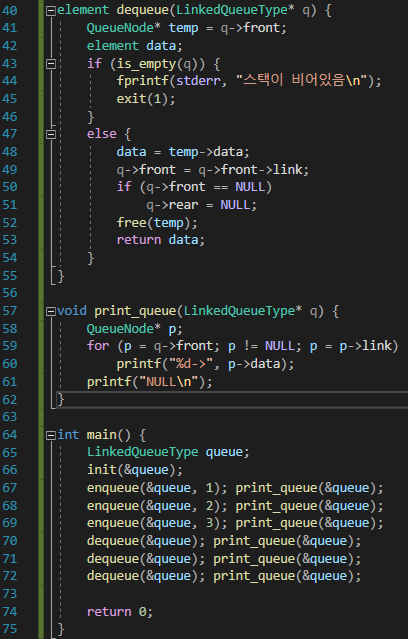 40 element dequeue(LinkedQueueType* q) {
41     QueueNode* temp = q->front;
42     element data;
43     if (is_empty(q)) {
44         fprintf(stderr, "스택이 비어있음\n");
45         exit(1);
46     }
47     else {
48         data = temp->data;
49         q->front = q->front->link;
50         if (q->front == NULL)
51             q->rear = NULL;
52         free(temp);
53         return data;
54     }
55 }
56
57 void print_queue(LinkedQueueType* q) {
58     QueueNode* p;
59     for (p = q->front; p != NULL; p = p->link)
60         printf("%d->", p->data);
61     printf("NULL\n");
62 }
63
64 int main() {
65     LinkedQueueType queue;
66     init(&queue);
67     enqueue(&queue, 1); print_queue(&queue);
68     enqueue(&queue, 2); print_queue(&queue);
69     enqueue(&queue, 3); print_queue(&queue);
70     dequeue(&queue); print_queue(&queue);
71     dequeue(&queue); print_queue(&queue);
72     dequeue(&queue); print_queue(&queue);
73
74     return 0;
75 }